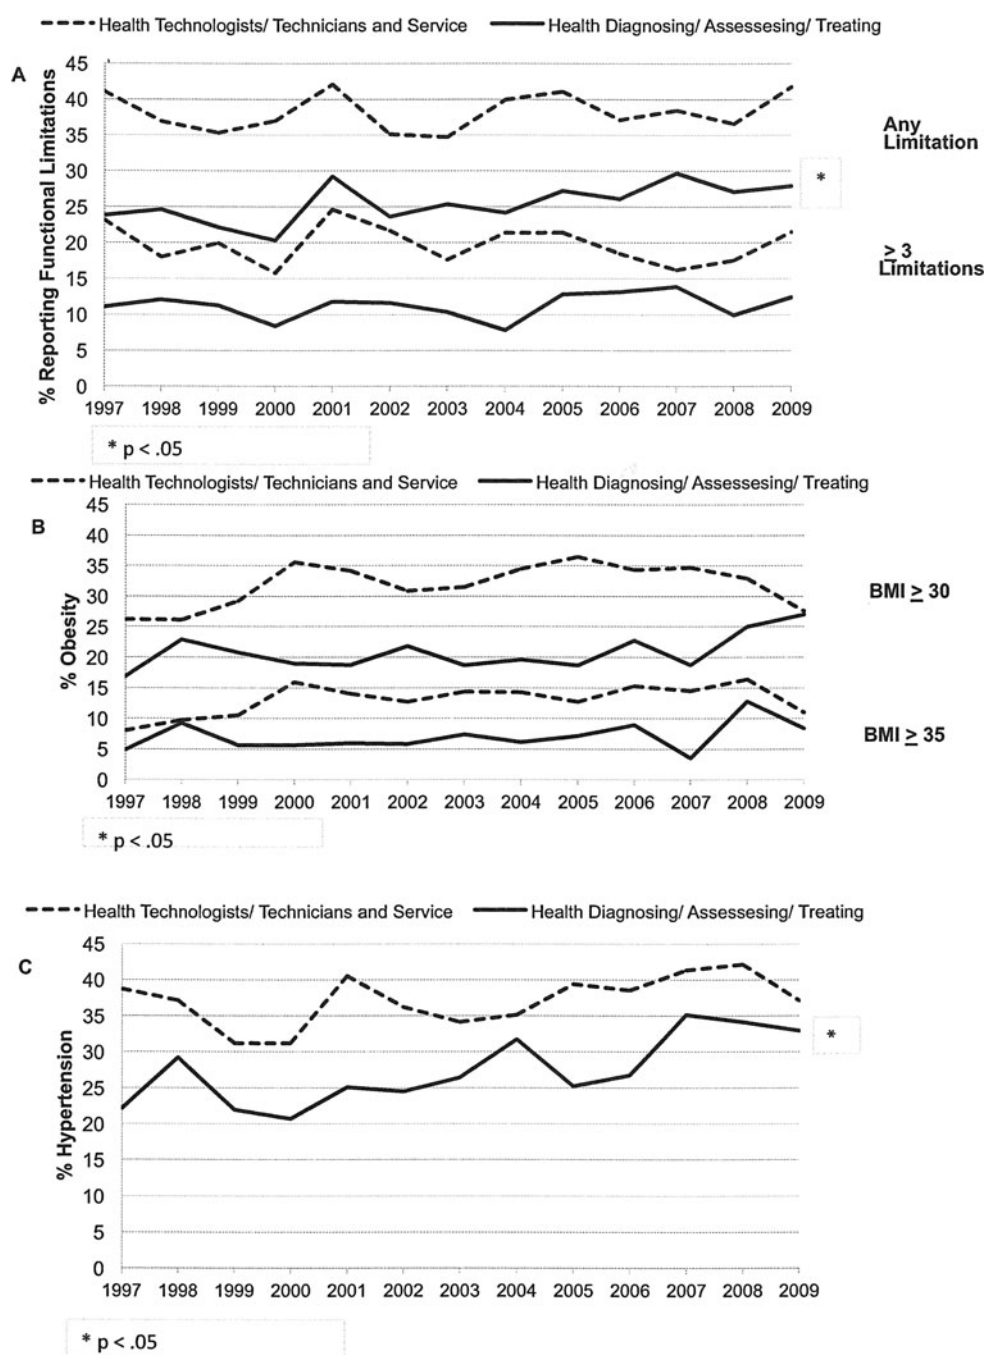 Health Technologists/ Technicians and Service Health Diagnosing/ Assessesing/ Treating
A
% Reporting Functional Limitations
45
40
35
30
25
20
15
10
5
0
Any
Limitation
*
≥ 3
Limitations
1997 1998 1999 2000 2001 2002 2003 2004 2005 2006 2007 2008 2009
* p < .05
Health Technologists/ Technicians and Service Health Diagnosing/ Assessesing/ Treating
B
% Obesity
45
40
35
30
25
20
15
10
5
0
BMI ≥ 30
BMI ≥ 35
1997 1998 1999 2000 2001 2002 2003 2004 2005 2006 2007 2008 2009
* p < .05
Health Technologists/ Technicians and Service Health Diagnosing/ Assessesing/ Treating
C
% Hypertension
45
40
35
30
25
20
15
10
5
0
*
1997 1998 1999 2000 2001 2002 2003 2004 2005 2006 2007 2008 2009
* p < .05